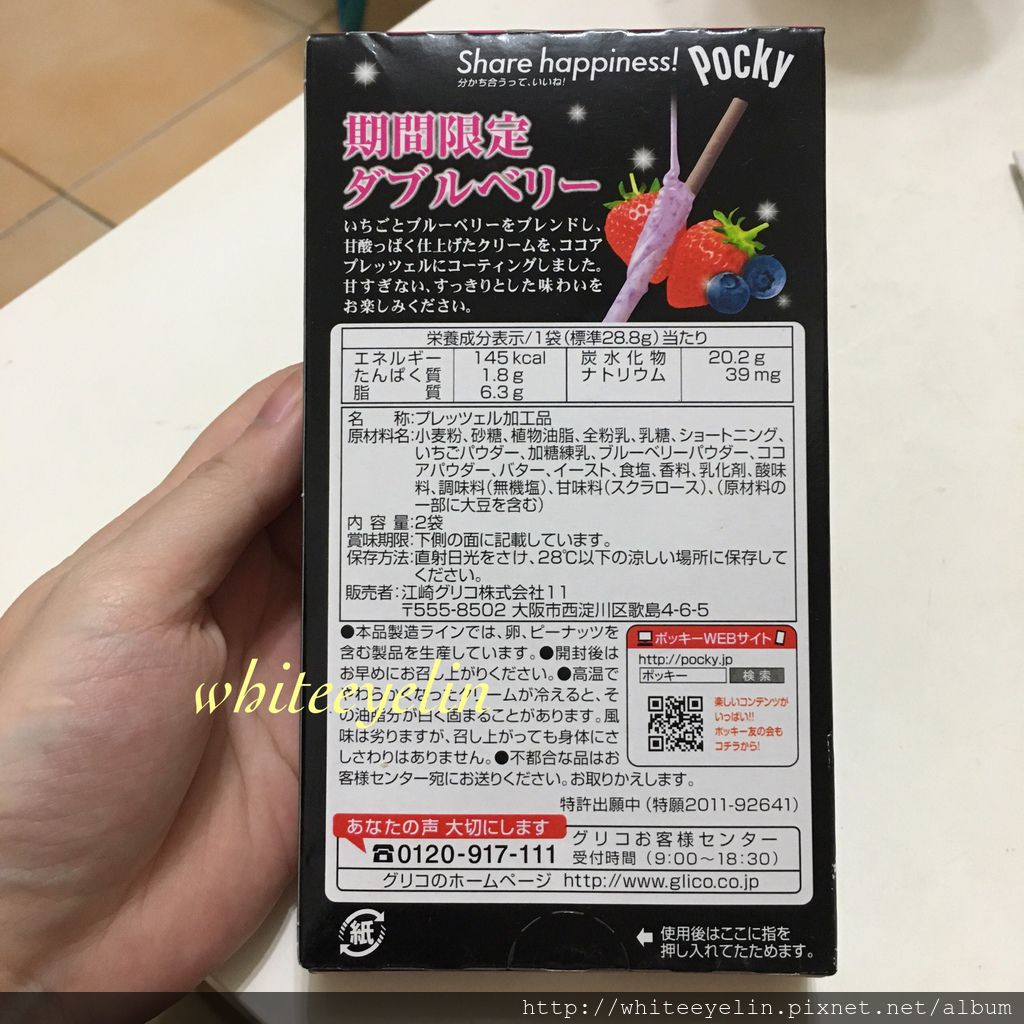 Share happiness! Pocky
分かち合うって、いいね!
期間限定
ダブルベリー
いちごとブルーベリーをブレンドし、
甘酸っぱく仕上げたクリームを、ココア
プレッツェルにコーティングしました。
甘すぎない、すっきりとした味わいを
お楽しみください。
栄養成分表示/1袋(標準28.8g)当たり
エネルギー 145kcal 炭水化物 20.2g
たんぱく質 1.8g ナトリウム 39mg
脂質 6.3g
名称:プレッツェル加工品
原材料名:小麦粉、砂糖、植物油脂、全粉乳、乳糖、ショートニング、
いちごパウダー、加糖練乳、ブルーベリーパウダー、ココ
アパウダー、バター、イースト、食塩、香料、乳化剤、酸味
料、調味料(無機塩)、甘味料(スクラロース)、(原材料の
一部に大豆を含む)
内容量:2袋
賞味期限:下側の面に記載しています。
保存方法:直射日光をさけ、28℃以下の涼しい場所に保存して
ください。
販売者:江崎グリコ株式会社11
〒555-8502 大阪市西淀川区歌島4-6-5
●本品製造ラインでは、卵、ピーナッツを
含む製品を生産しています。●開封後は
お早めにお召し上がりください。●高温で
やわらかくなったクリームが冷えると、そ
の油脂分が白く固まることがあります。風
味は劣りますが、召し上がっても身体にさ
しさわりはありません。●不都合な品はお
客様センター宛にお送りください。お取りかえします。
ポッキーWEBサイト
http://pocky.jp
ポッキー 検索
楽しいコンテンツが
いっぱい!!
ポッキー友の会も
コチラから!
whiteeyelin
特許出願中(特願2011-92641)
あなたの声 大切にします
☎0120-917-111
グリコお客様センター
受付時間(9:00~18:30)
グリコのホームページ http://www.glico.co.jp
紙
使用後はここに指を
押し入れてたためます。
http://whiteeyelin.pixnet.net/album